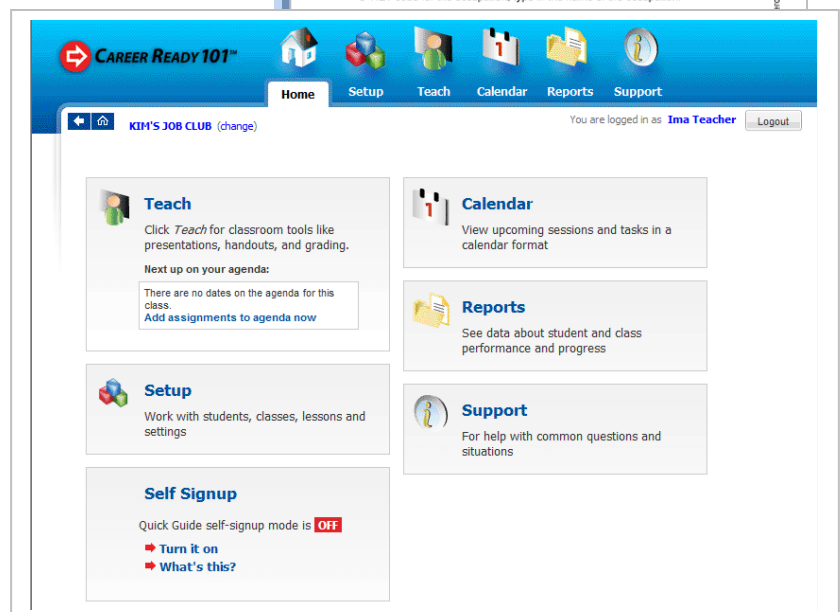 CAREER READY 101™
Home Setup Teach Calendar Reports Support
KIM'S JOB CLUB (change)
You are logged in as Ima Teacher Logout
Teach
Click Teach for classroom tools like
presentations, handouts, and grading.
Next up on your agenda:
There are no dates on the agenda for this
class.
Add assignments to agenda now
Setup
Work with students, classes, lessons and
settings
Self Signup
Quick Guide self-signup mode is OFF
Turn it on
What's this?
Calendar
View upcoming sessions and tasks in a
calendar format
Reports
See data about student and class
performance and progress
Support
For help with common questions and
situations